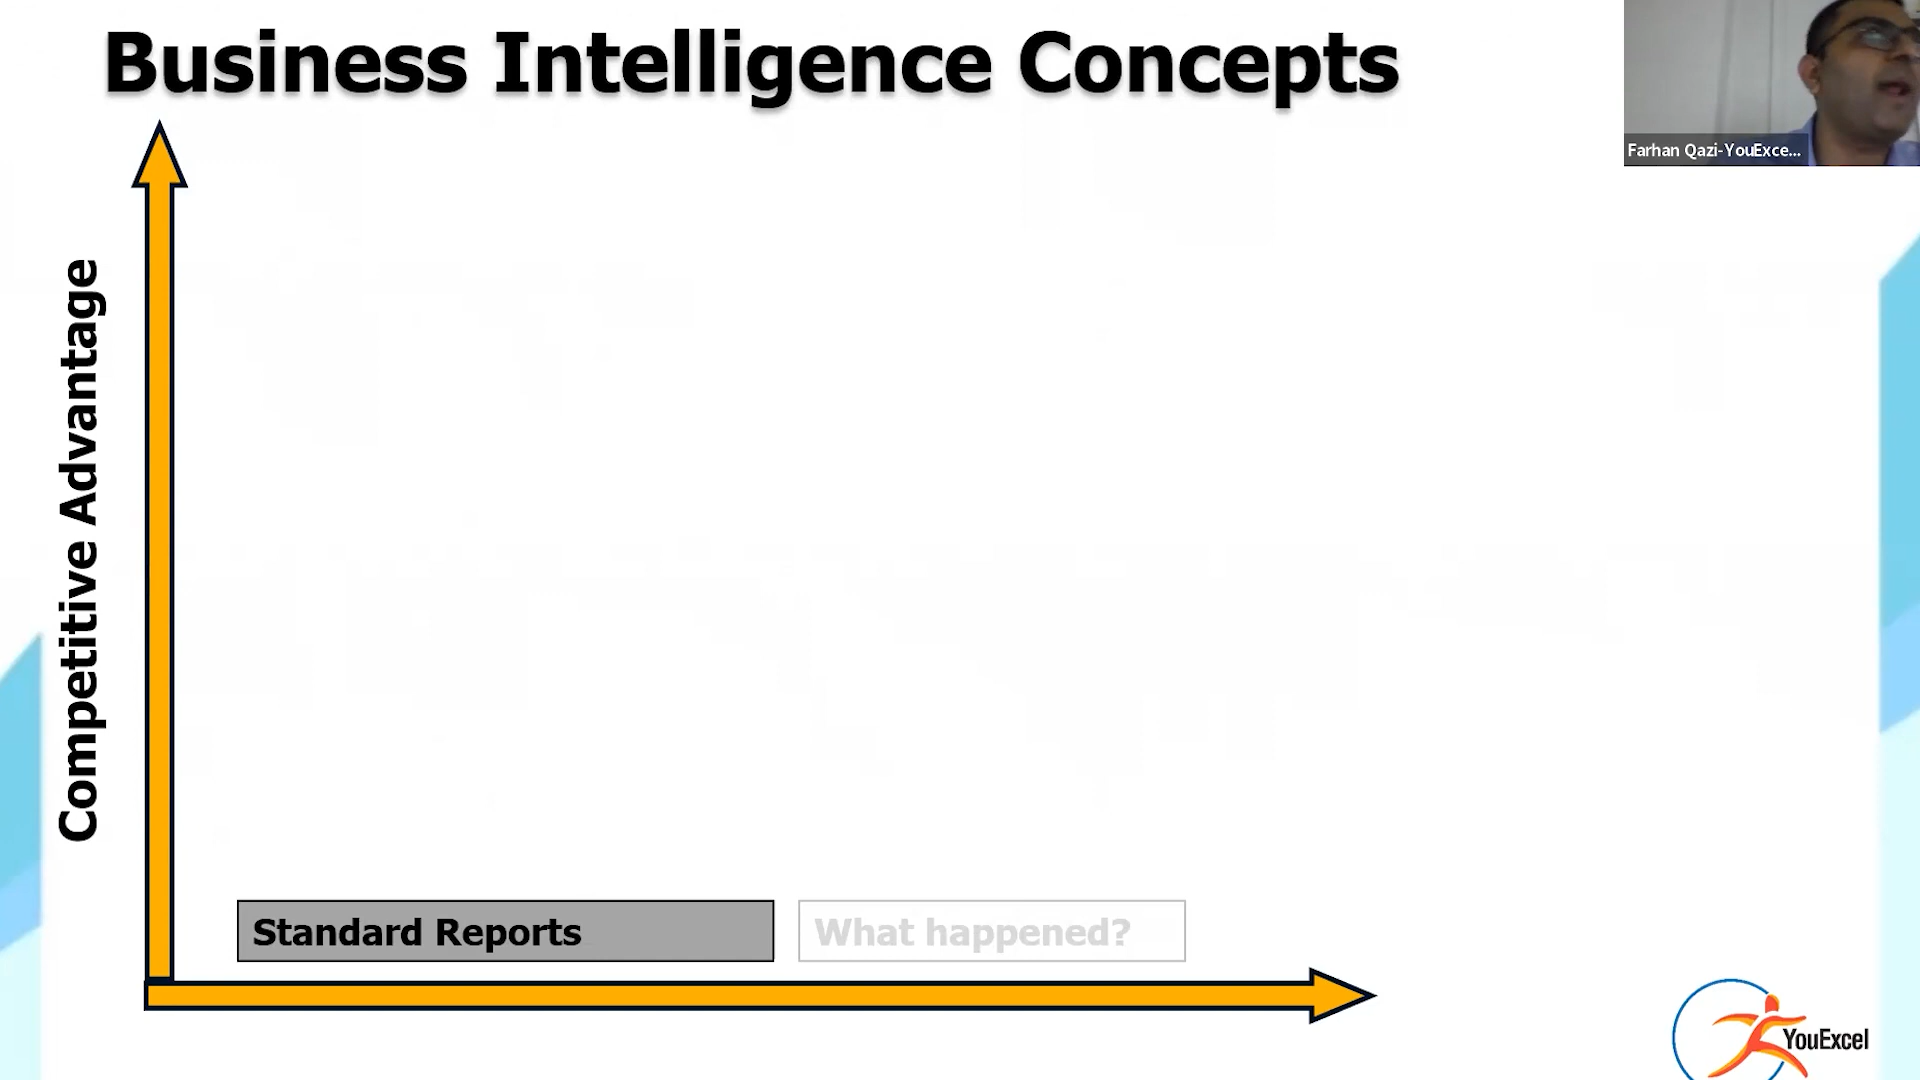 Business Intelligence Concepts
Farhan Qazi-YouExce...
Competitive Advantage
Standard Reports
What happened?
YouExcel